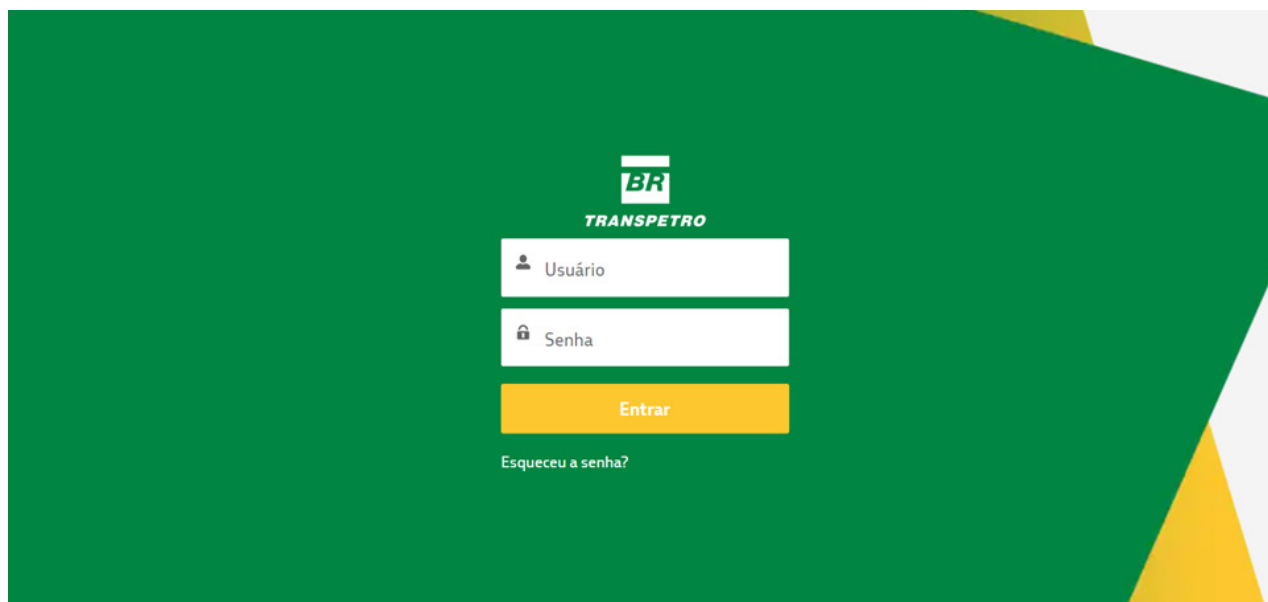 BR
TRANSPETRO
Usuário
Senha
Entrar
Esqueceu a senha?